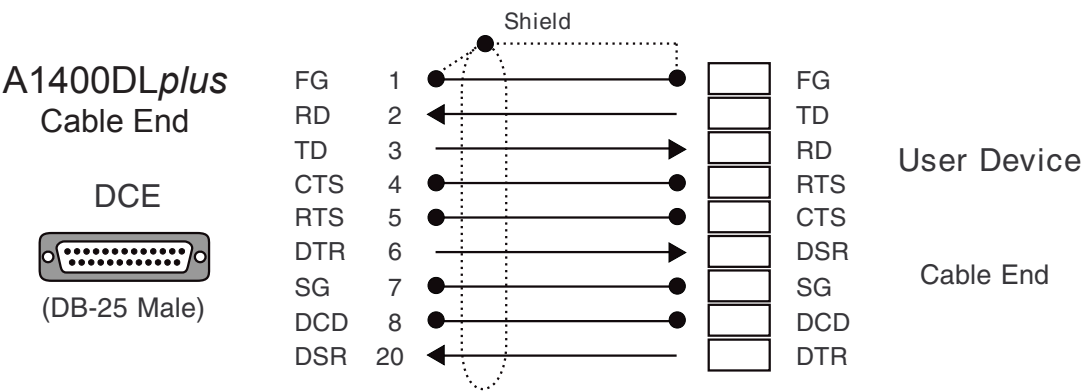 Shield
A1400DLplus
Cable End
DCE
(DB-25 Male)
FG 1 FG
RD 2 TD
TD 3 RD
CTS 4 RTS
RTS 5 CTS
DTR 6 DSR
SG 7 SG
DCD 8 DCD
DSR 20 DTR
User Device
Cable End